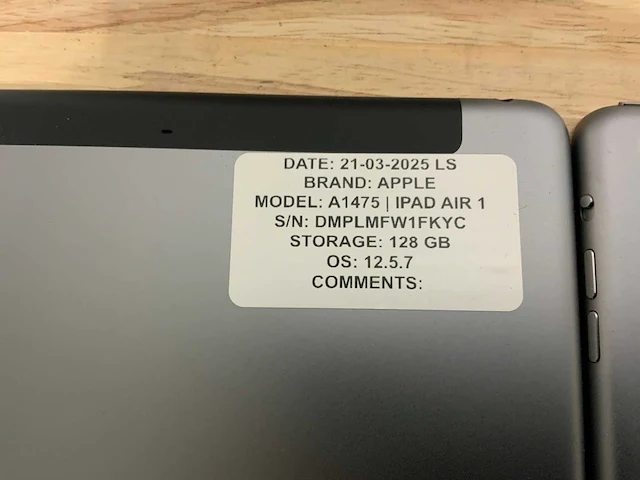 DATE: 21-03-2025 LS
BRAND: APPLE
MODEL: A1475 | IPAD AIR 1
S/N: DMPLMFW1FKYC
STORAGE: 128 GB
OS: 12.5.7
COMMENTS: